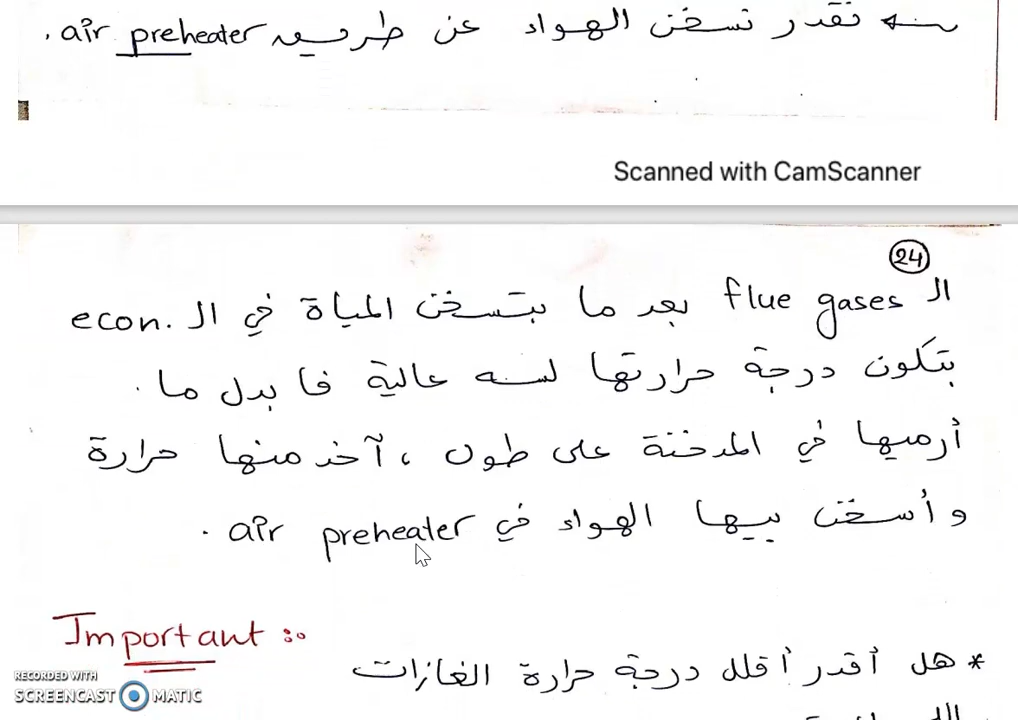 نقدر نسخن الهواء عن طريق air preheater .
Scanned with CamScanner
24
الـ flue gases بعد ما بتسخن المياة في الـ econ.
بتكون درجة حرارتها لسه عالية فا بدل ما
أرميها في المدخنة على طول ، آخد منها حرارة
و أسخن بيها الهواء في air preheater .
Important :
* هل أقدر أقلل درجة حرارة الغازات
RECORDED WITH
SCREENCAST MATIC